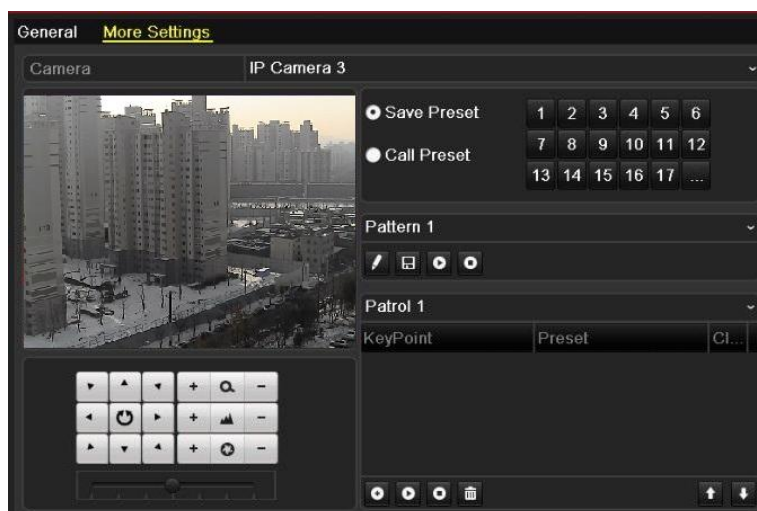 General More Settings
Camera IP Camera 3
Save Preset
Call Preset
1 2 3 4 5 6
7 8 9 10 11 12
13 14 15 16 17 ...
Pattern 1
Patrol 1
KeyPoint Preset Cl...